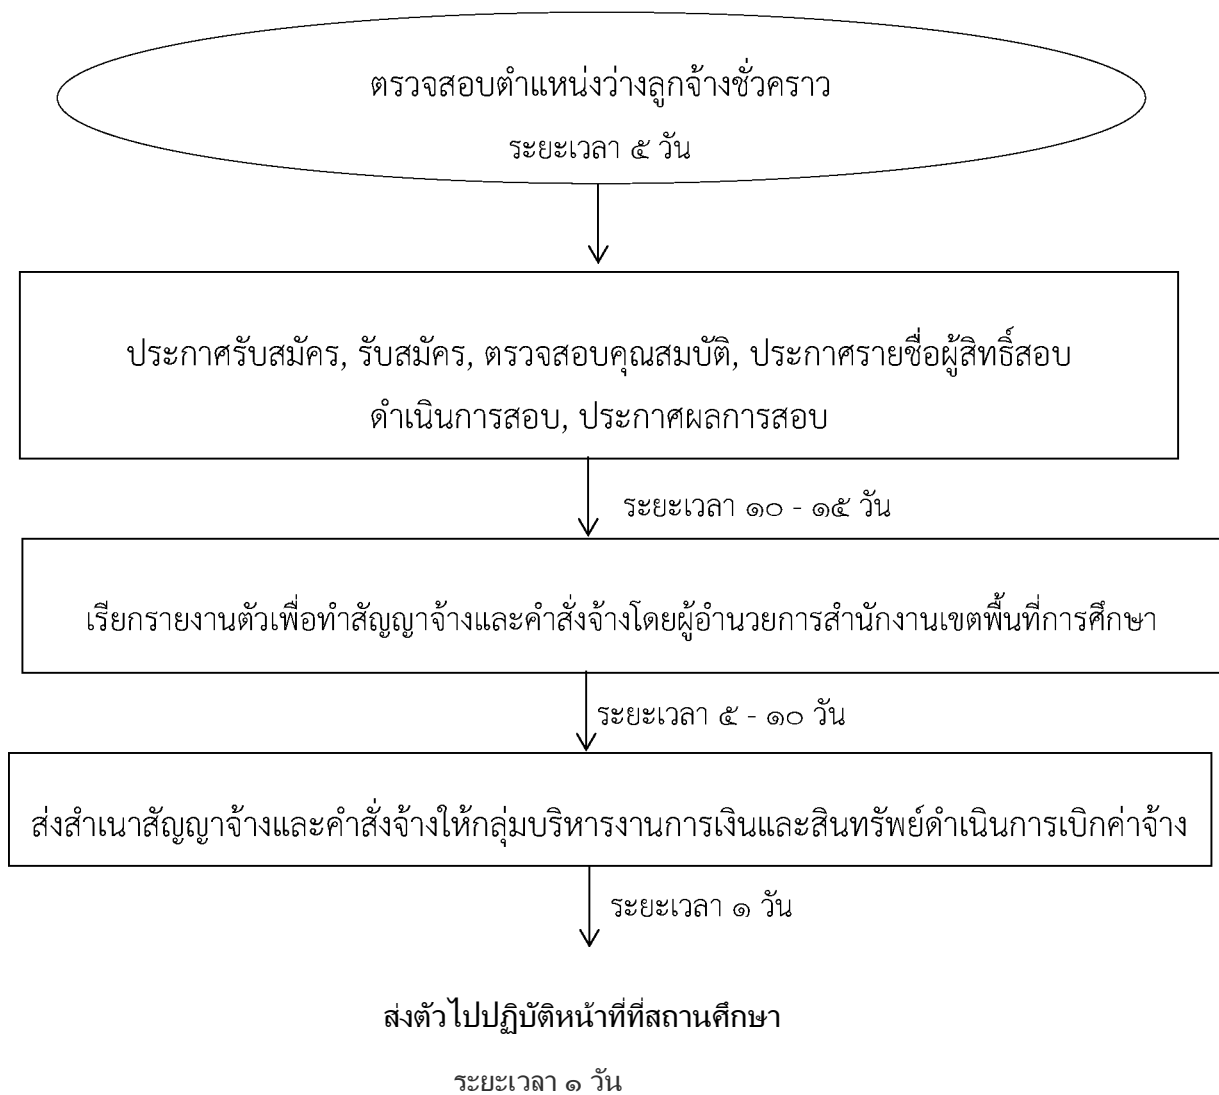 ตรวจสอบตำแหน่งว่างลูกจ้างชั่วคราว
ระยะเวลา ๕ วัน
ประกาศรับสมัคร, รับสมัคร, ตรวจสอบคุณสมบัติ, ประกาศรายชื่อผู้สิทธิ์สอบ
ดำเนินการสอบ, ประกาศผลการสอบ
ระยะเวลา ๑๐ - ๑๕ วัน
เรียกรายงานตัวเพื่อทำสัญญาจ้างและคำสั่งจ้างโดยผู้อำนวยการสำนักงานเขตพื้นที่การศึกษา
ระยะเวลา ๕ - ๑๐ วัน
ส่งสำเนาสัญญาจ้างและคำสั่งจ้างให้กลุ่มบริหารงานการเงินและสินทรัพย์ดำเนินการเบิกค่าจ้าง
ระยะเวลา ๑ วัน
ส่งตัวไปปฏิบัติหน้าที่ที่สถานศึกษา
ระยะเวลา ๑ วัน